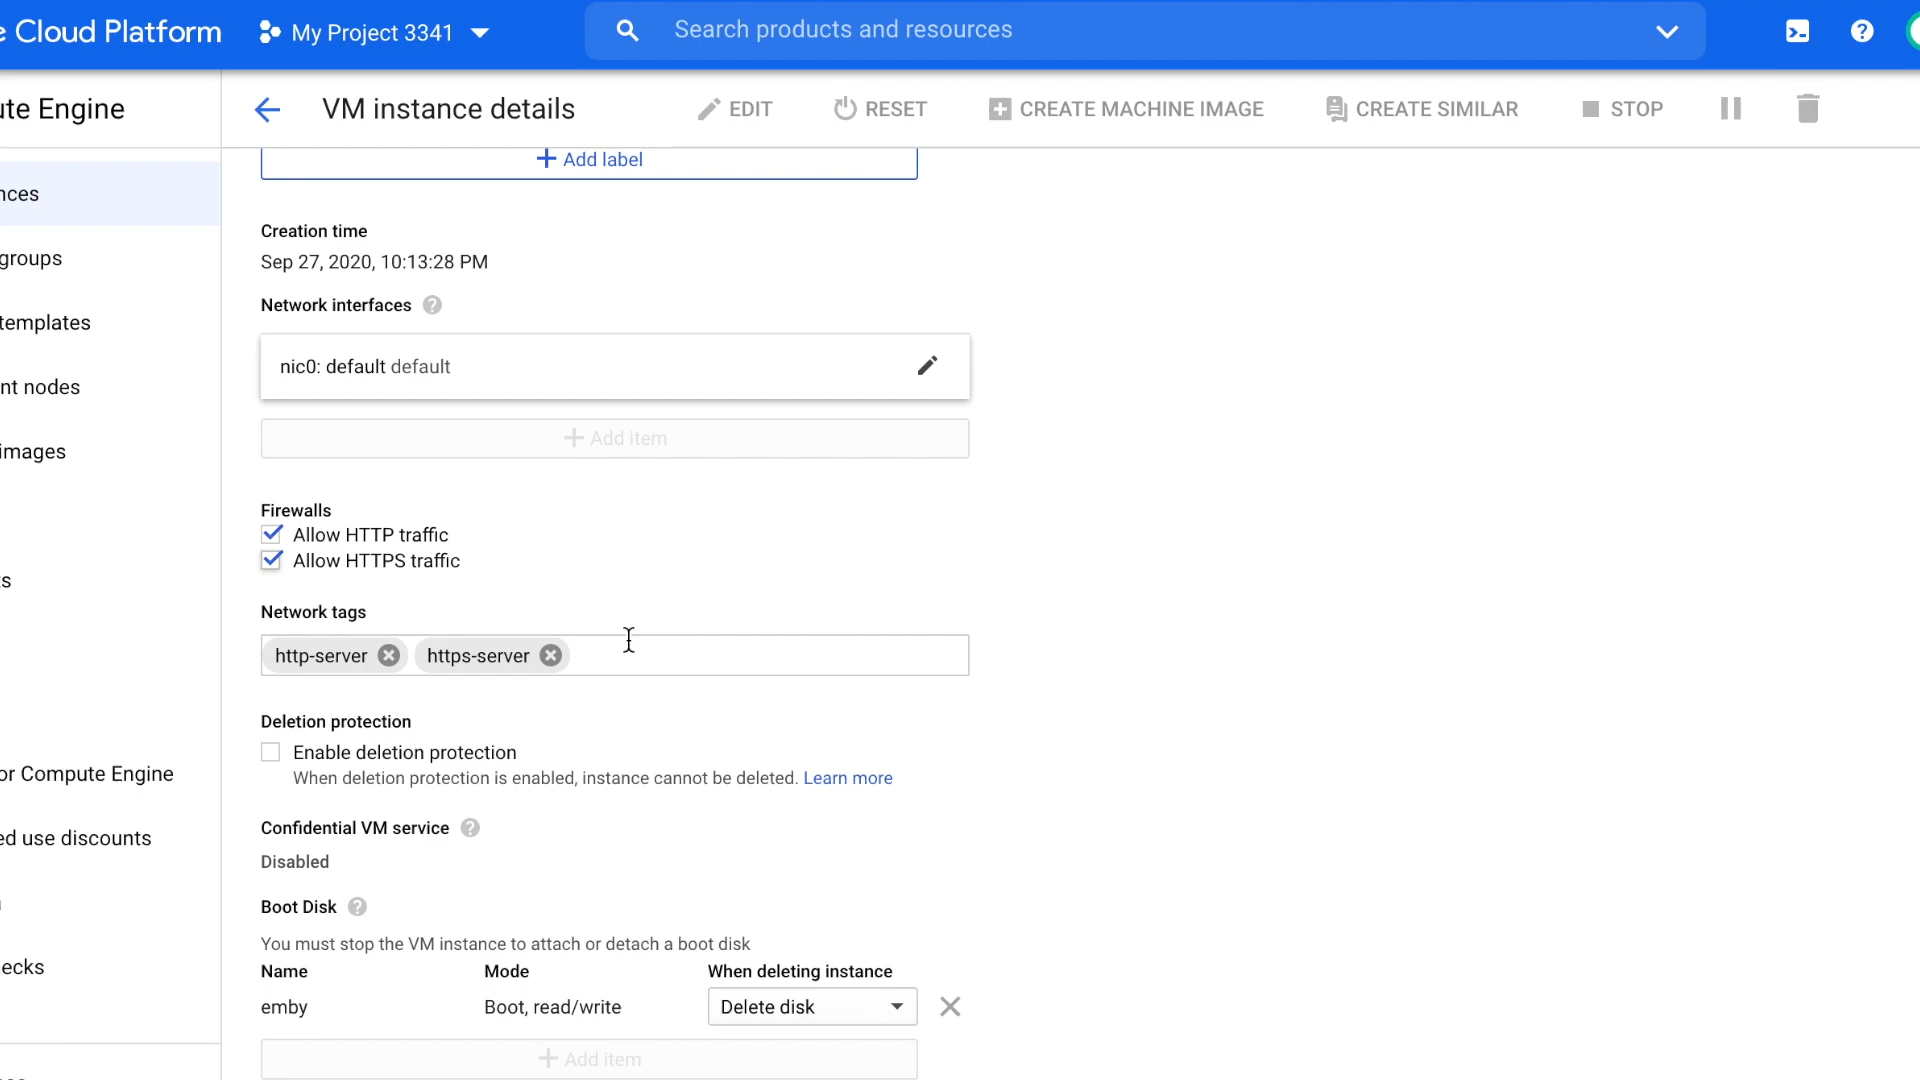 Cloud Platform
My Project 3341
Search products and resources
te Engine
VM instance details
EDIT
RESET
CREATE MACHINE IMAGE
CREATE SIMILAR
STOP
nces
groups
templates
nt nodes
images
ts
or Compute Engine
ed use discounts
ecks
+ Add label
Creation time
Sep 27, 2020, 10:13:28 PM
Network interfaces
nic0: default default
+ Add item
Firewalls
Allow HTTP traffic
Allow HTTPS traffic
Network tags
http-server https-server
Deletion protection
Enable deletion protection
When deletion protection is enabled, instance cannot be deleted. Learn more
Confidential VM service
Disabled
Boot Disk
You must stop the VM instance to attach or detach a boot disk
Name Mode When deleting instance
emby Boot, read/write Delete disk
+ Add item